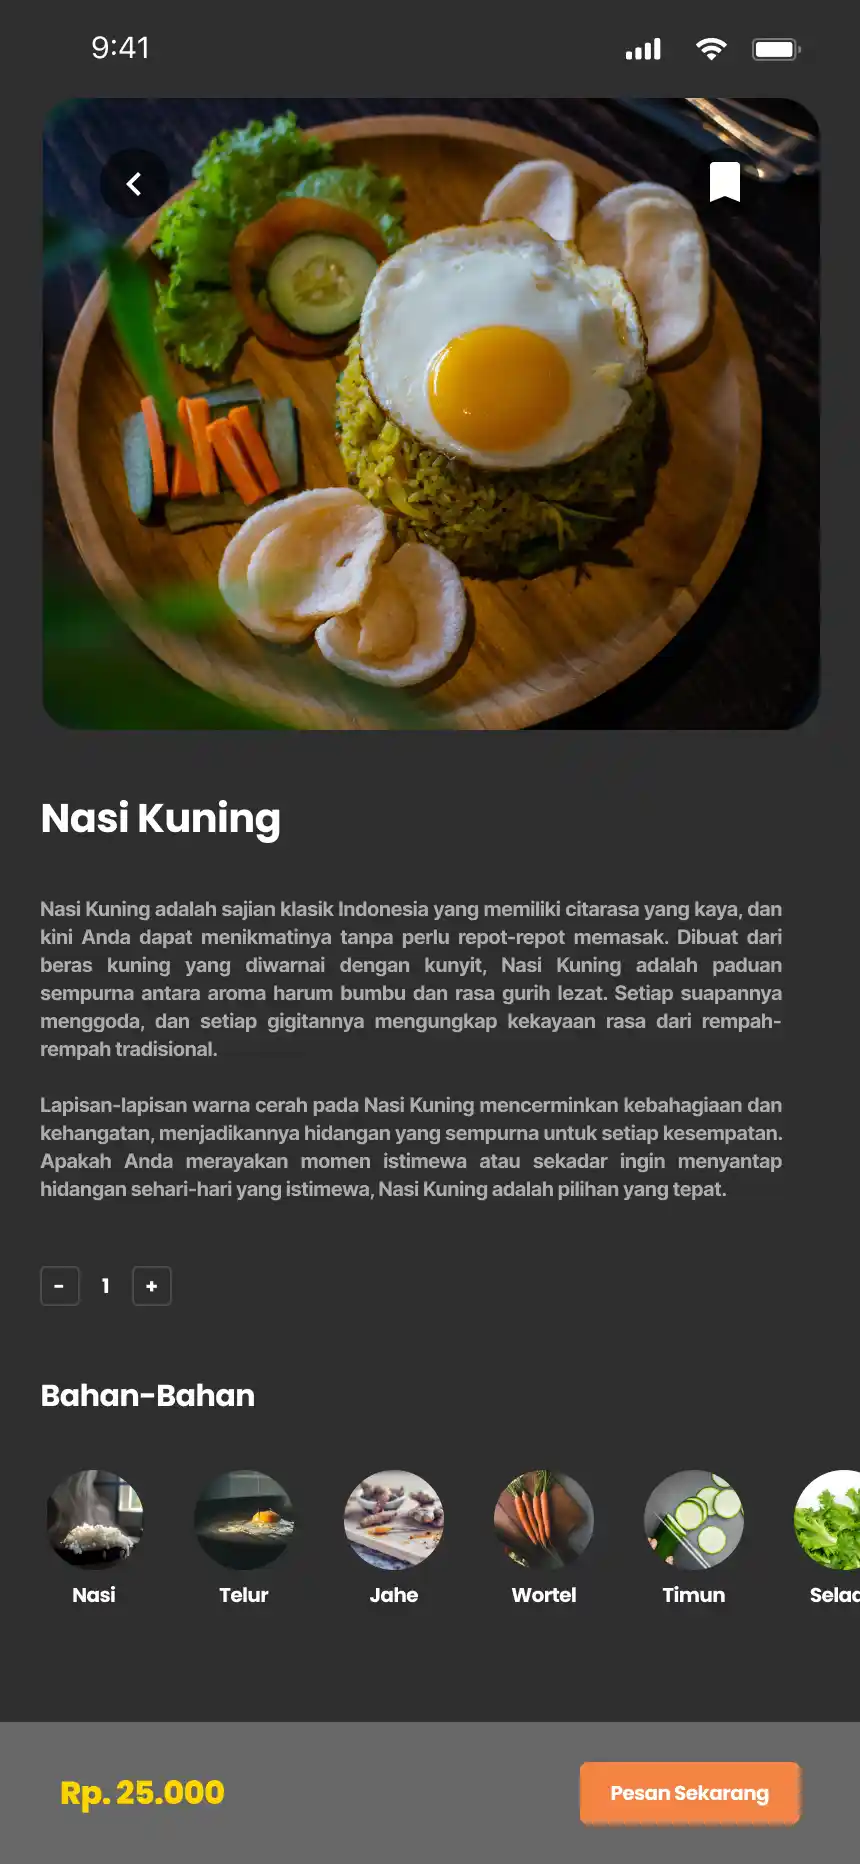 9:41
Nasi Kuning
Nasi Kuning adalah sajian klasik Indonesia yang memiliki citarasa yang kaya, dan
kini Anda dapat menikmatinya tanpa perlu repot-repot memasak. Dibuat dari
beras kuning yang diwarnai dengan kunyit, Nasi Kuning adalah paduan
sempurna antara aroma harum bumbu dan rasa gurih lezat. Setiap suapannya
menggoda, dan setiap gigitannya mengungkap kekayaan rasa dari rempah-
rempah tradisional.
Lapisan-lapisan warna cerah pada Nasi Kuning mencerminkan kebahagiaan dan
kehangatan, menjadikannya hidangan yang sempurna untuk setiap kesempatan.
Apakah Anda merayakan momen istimewa atau sekadar ingin menyantap
hidangan sehari-hari yang istimewa, Nasi Kuning adalah pilihan yang tepat.
- 1 +
Bahan-Bahan
Nasi Telur Jahe Wortel Timun
Rp. 25.000 Pesan Sekarang